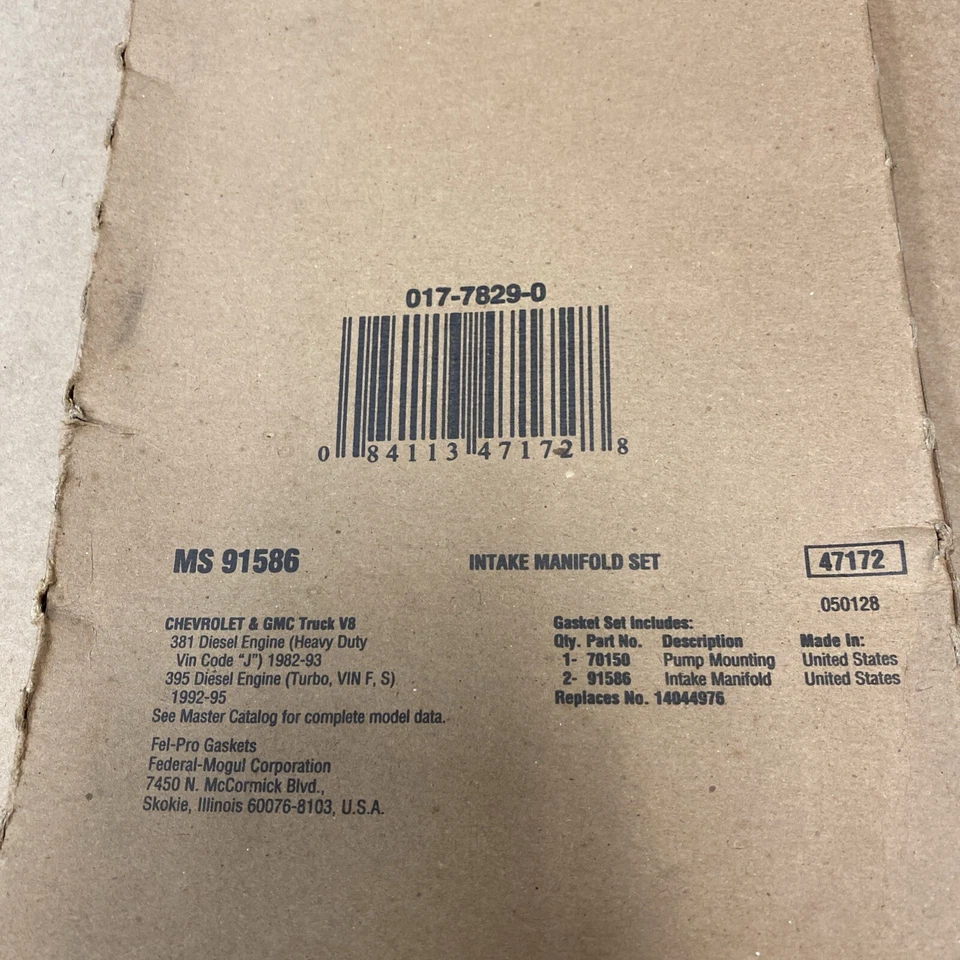 017-7829-0
0 84113 47172 8
MS 91586 INTAKE MANIFOLD SET 47172
050128
CHEVROLET & GMC Truck V8
381 Diesel Engine (Heavy Duty
Vin Code "J") 1982-93
395 Diesel Engine (Turbo, VIN F, S)
1992-95
See Master Catalog for complete model data.
Fel-Pro Gaskets
Federal-Mogul Corporation
7450 N. McCormick Blvd.,
Skokie, Illinois 60076-8103, U.S.A.
Gasket Set Includes:
Qty. Part No. Description Made In:
1- 70150 Pump Mounting United States
2- 91586 Intake Manifold United States
Replaces No. 14044976